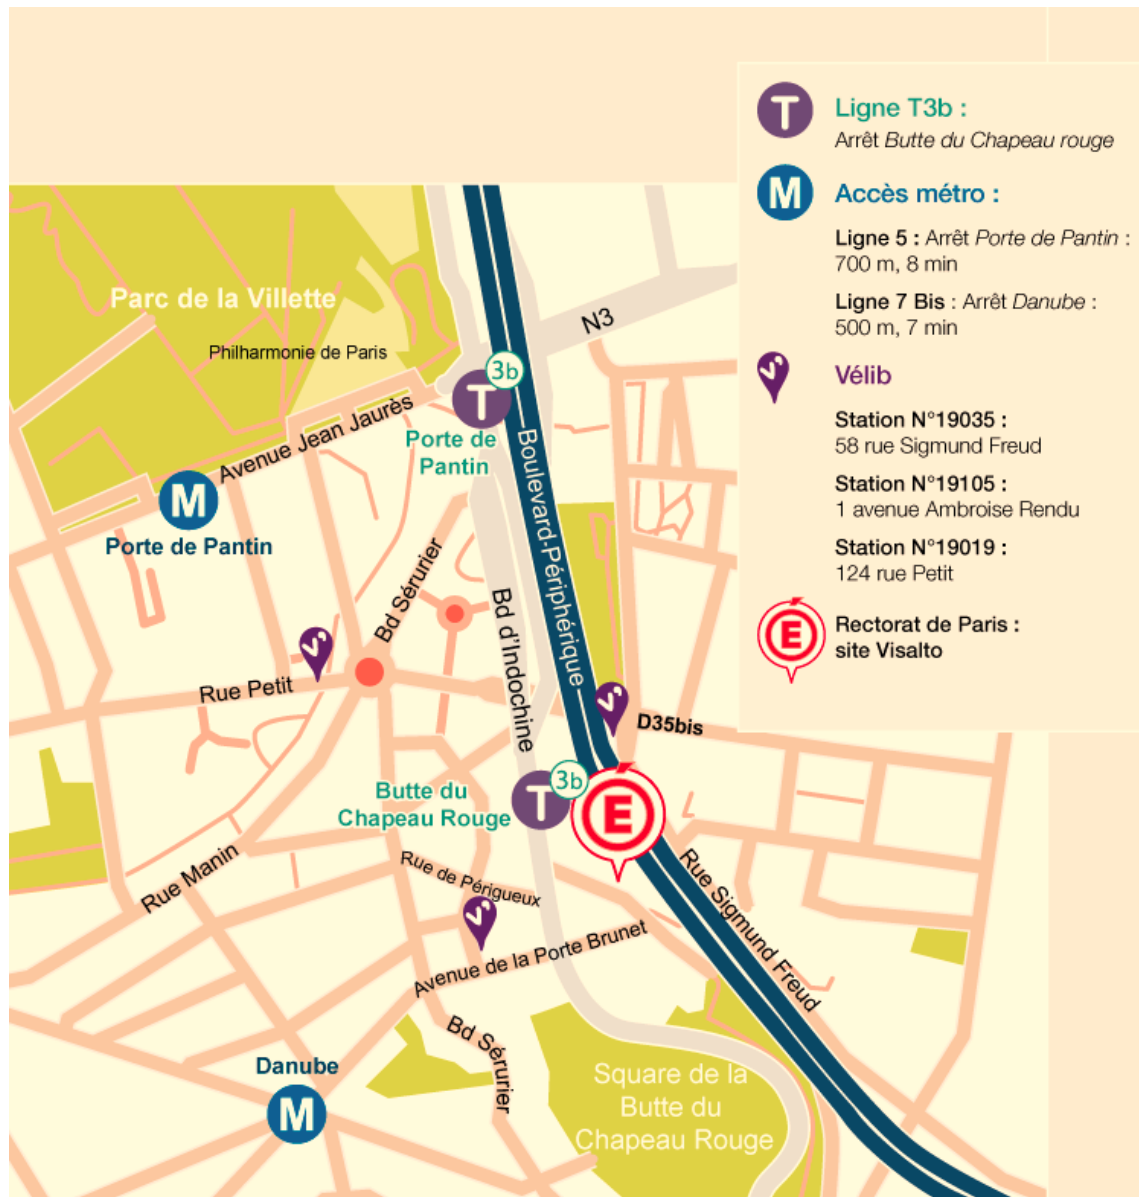 T
Ligne T3b :
Arrêt Butte du Chapeau rouge
M
Accès métro :
Ligne 5 : Arrêt Porte de Pantin :
700 m, 8 min
Ligne 7 Bis : Arrêt Danube :
500 m, 7 min
Vélib
Station N°19035 :
58 rue Sigmund Freud
Station N°19105 :
1 avenue Ambroise Rendu
Station N°19019 :
124 rue Petit
É
Rectorat de Paris :
site Visalto
Parc de la Villette
N3
Philharmonie de Paris
3b
T
Avenue Jean Jaurès
Porte de
Pantin
M
Porte de Pantin
Boulevard-Périphérique
Bd Sérurier
Bd d'Indochine
Rue Petit
D35bis
3b
T
É
Butte du
Chapeau Rouge
Rue Manin
Rue de Périgueux
Rue Sigmund Freud
Avenue de la Porte Brunet
Bd Sérurier
Danube
M
Square de la
Butte du
Chapeau Rouge